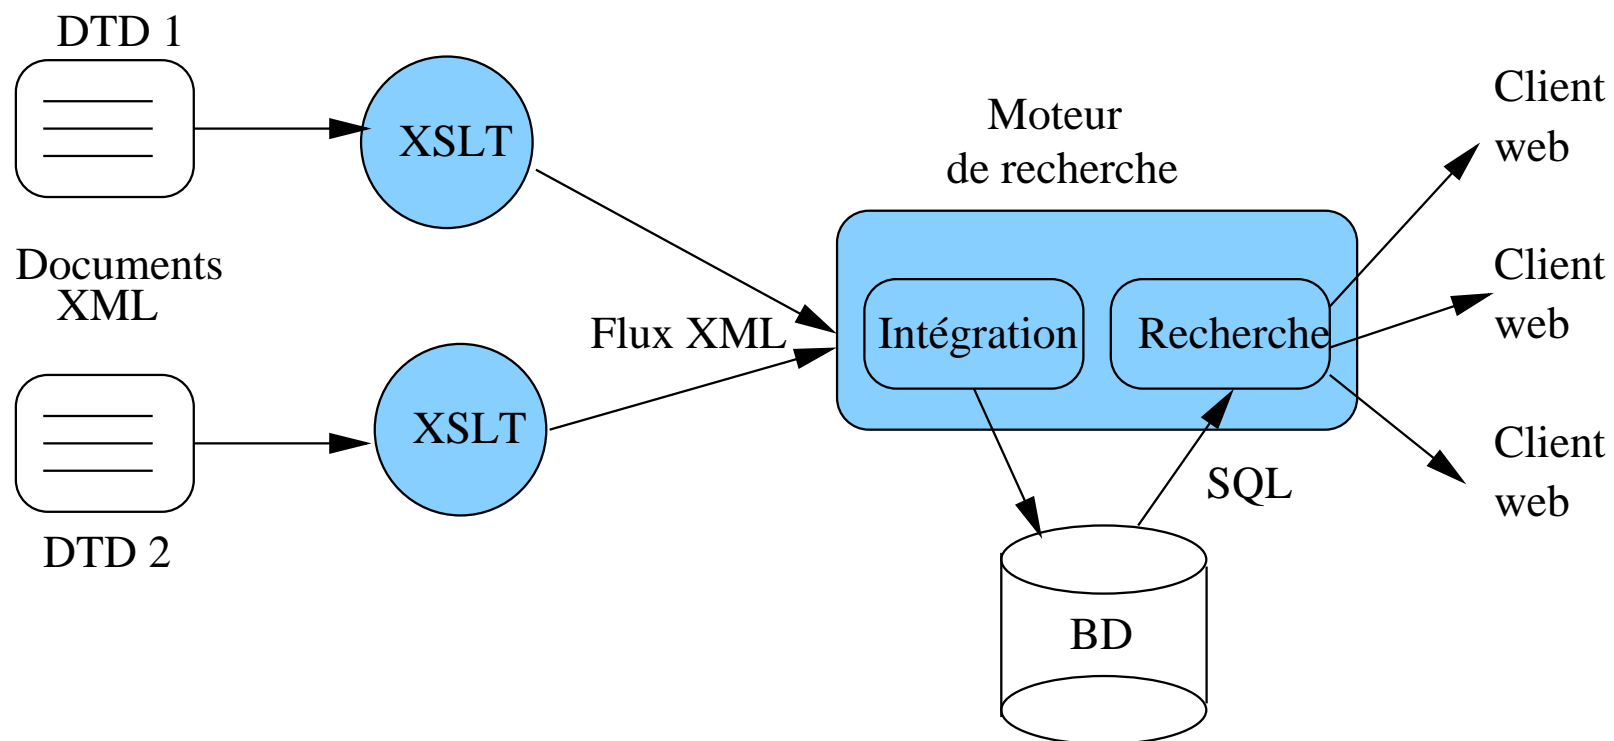 DTD 1
XSLT
Documents
XML
XSLT
DTD 2
Flux XML
Moteur
de recherche
Intégration
Recherche
SQL
BD
Client
web
Client
web
Client
web